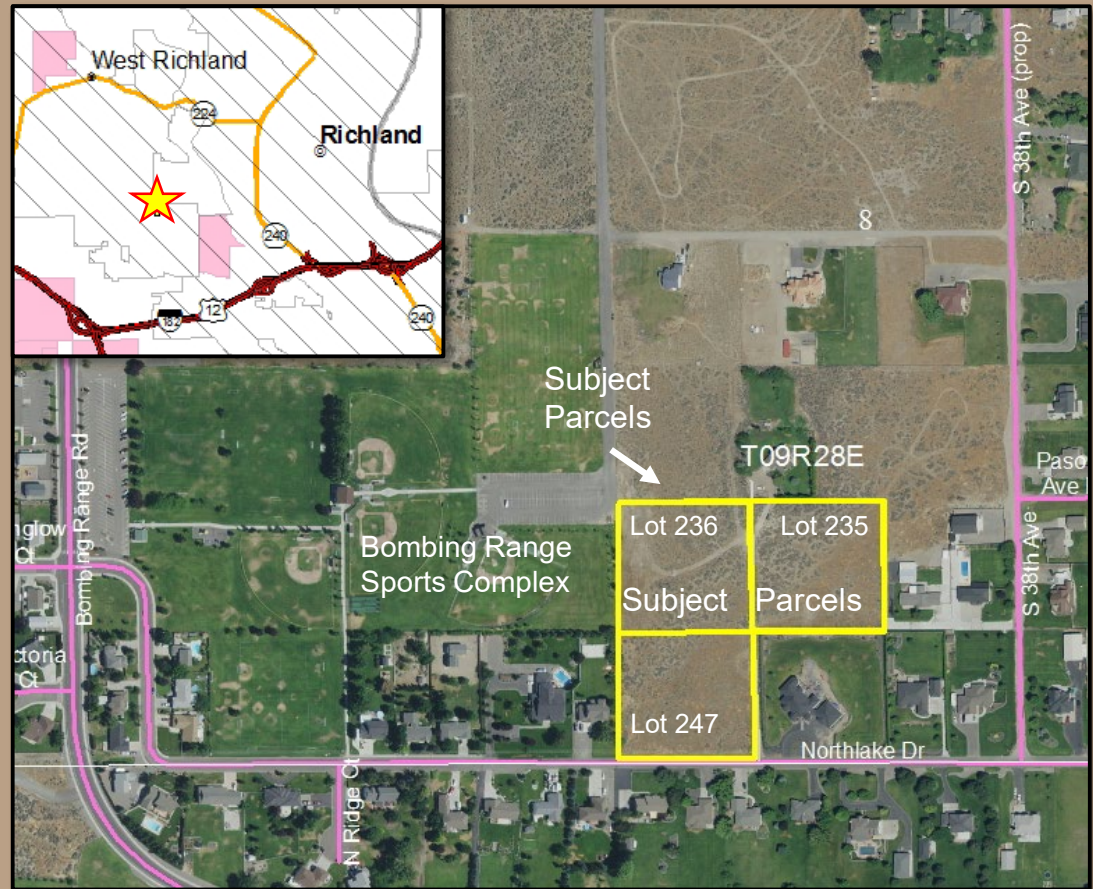 West Richland
224
Richland
240
12
182
240
S 38th Ave (prop)
8
Subject
Parcels
T09R28E
Paso
Ave
Bombing Range Rd
nglow
Ct
Bombing Range
Sports Complex
Lot 236
Lot 235
Subject
Parcels
S 38th Ave
ctoria
Ct
Lot 247
Northlake Dr
N Ridge Ct